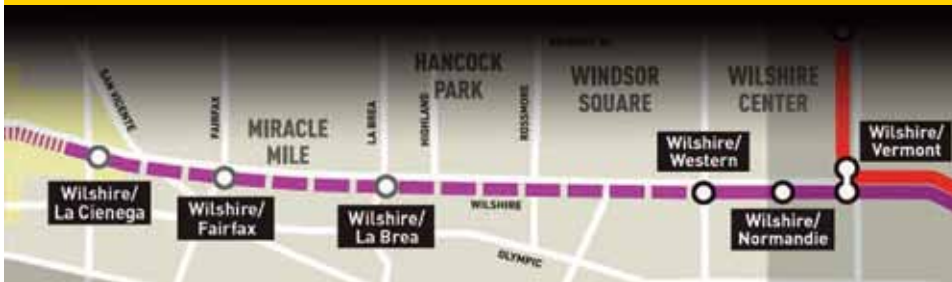 HANCOCK
PARK
WINDSOR
SQUARE
WILSHIRE
CENTER
MIRACLE
MILE
SAN VICENTE
FAIRFAX
LA BREA
HIGHLAND
ROSSMORE
Wilshire/
La Cienega
Wilshire/
Fairfax
Wilshire/
La Brea
Wilshire/
Western
Wilshire/
Normandie
Wilshire/
Vermont
WILSHIRE
OLYMPIC